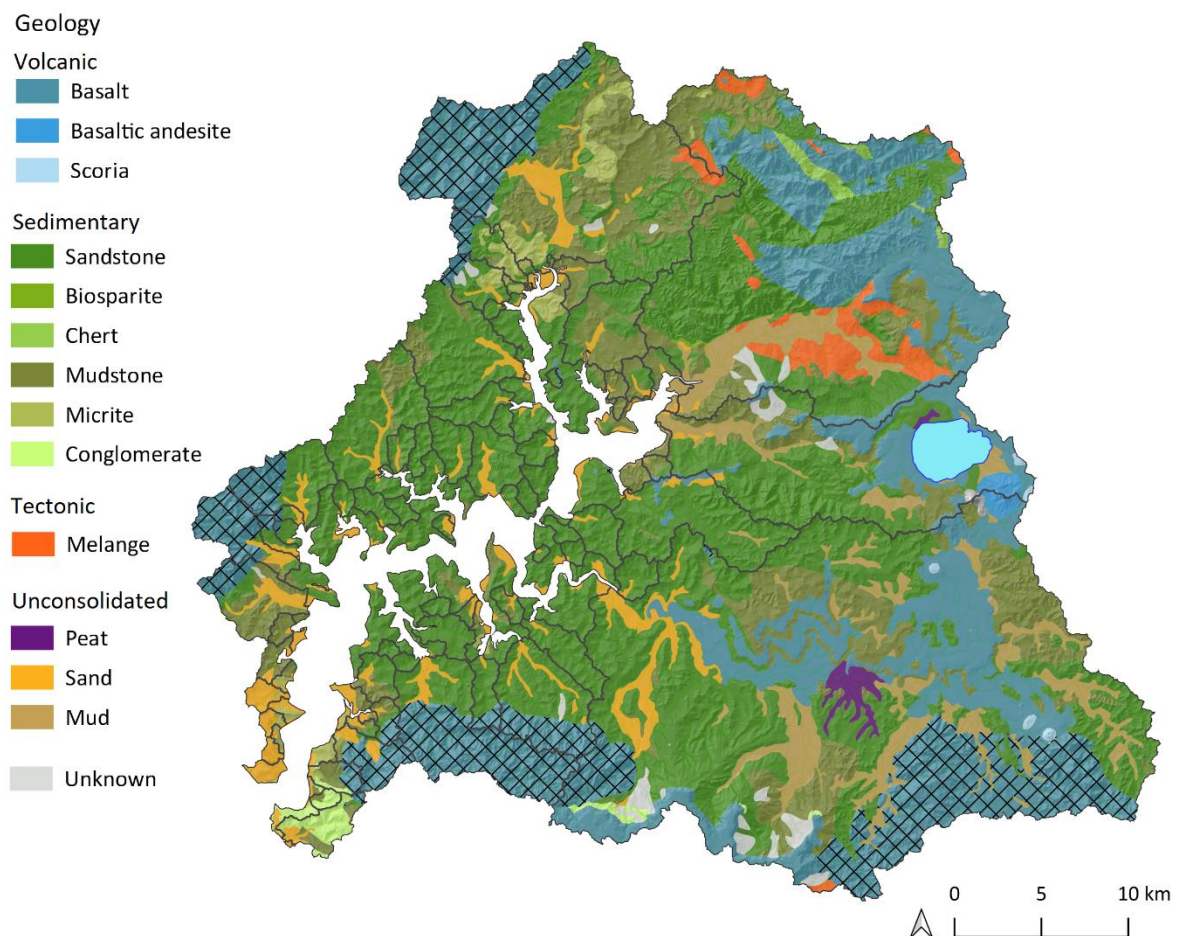 Geology
Volcanic
Basalt
Basaltic andesite
Scoria
Sedimentary
Sandstone
Biosparite
Chert
Mudstone
Micrite
Conglomerate
Tectonic
Melange
Unconsolidated
Peat
Sand
Mud
Unknown
0 5 10 km